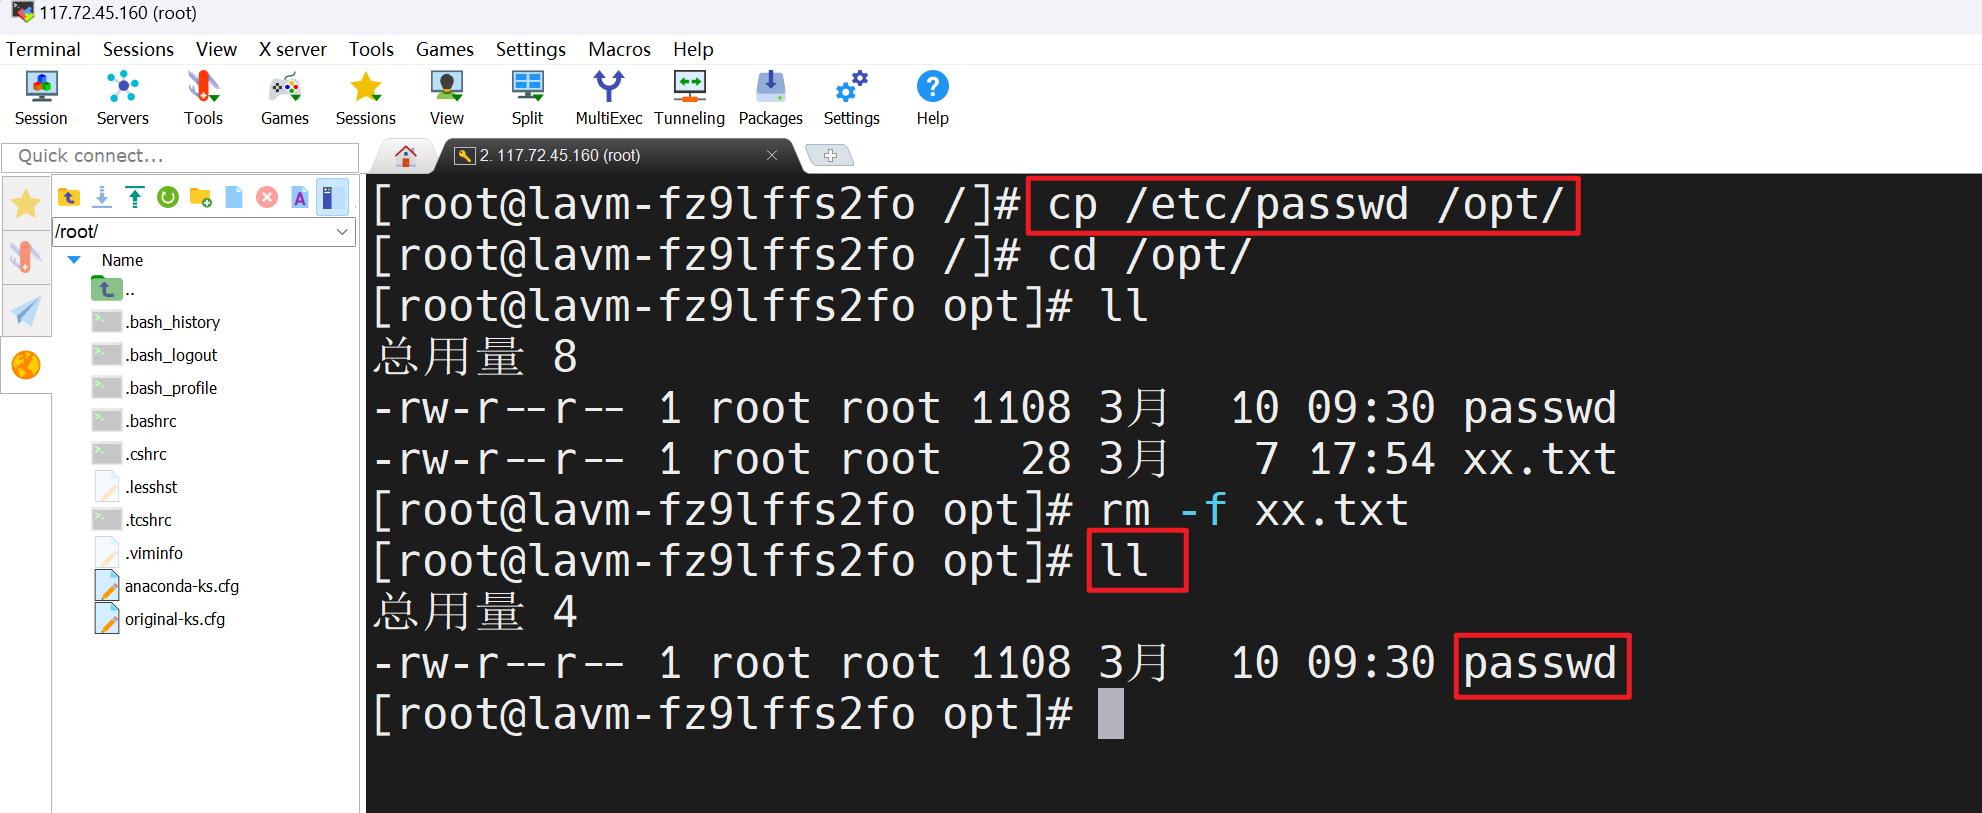 117.72.45.160 (root)
Terminal Sessions View X server Tools Games Settings Macros Help
Session Servers Tools Games Sessions View Split MultiExec Tunneling Packages Settings Help
Quick connect...
2. 117.72.45.160 (root)
/root/
Name
..
.bash_history
.bash_logout
.bash_profile
.bashrc
.cshrc
.lesshst
.tcshrc
.viminfo
anaconda-ks.cfg
original-ks.cfg
[root@lavm-fz9lffs2fo /]# cp /etc/passwd /opt/
[root@lavm-fz9lffs2fo /]# cd /opt/
[root@lavm-fz9lffs2fo opt]# ll
总用量 8
-rw-r--r-- 1 root root 1108 3月  10 09:30 passwd
-rw-r--r-- 1 root root   28 3月   7 17:54 xx.txt
[root@lavm-fz9lffs2fo opt]# rm -f xx.txt
[root@lavm-fz9lffs2fo opt]# ll
总用量 4
-rw-r--r-- 1 root root 1108 3月  10 09:30 passwd
[root@lavm-fz9lffs2fo opt]#